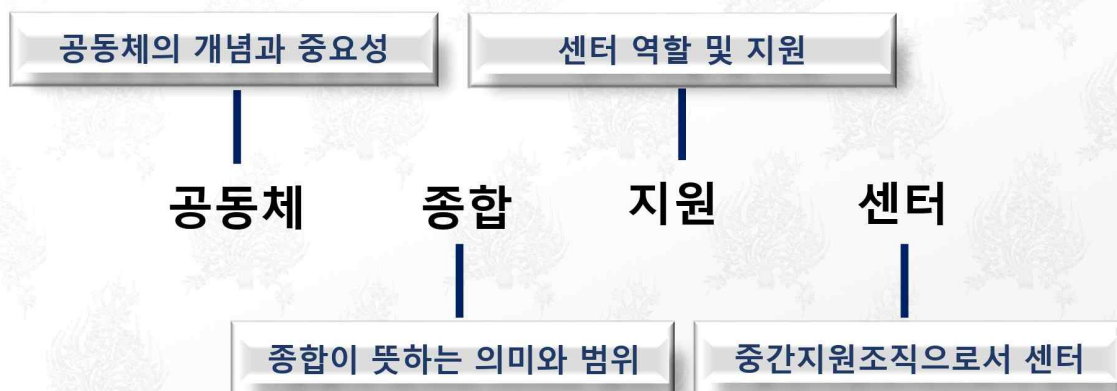 공동체의 개념과 중요성
센터 역할 및 지원
공동체 종합 지원 센터
종합이 뜻하는 의미와 범위
중간지원조직으로서 센터